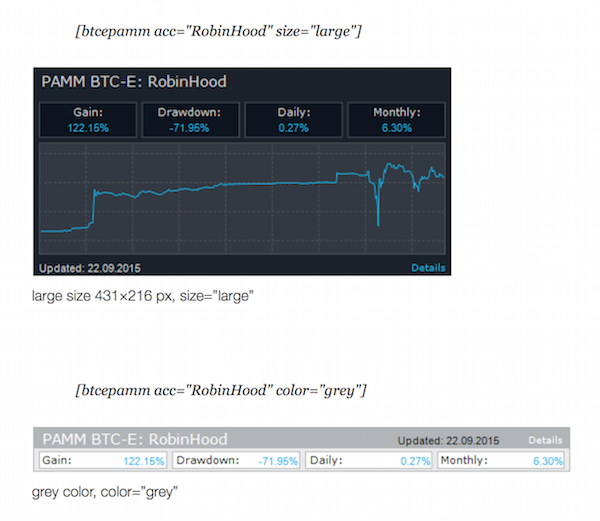 [btcepamm acc="RobinHood" size="large"]
PAMM BTC-E: RobinHood
Gain: Drawdown: Daily: Monthly:
122.15% -71.95% 0.27% 6.30%
Updated: 22.09.2015 Details
large size 431×216 px, size="large"
[btcepamm acc="RobinHood" color="grey"]
PAMM BTC-E: RobinHood Updated: 22.09.2015 Details
Gain: 122.15% Drawdown: -71.95% Daily: 0.27% Monthly: 6.30%
grey color, color="grey"